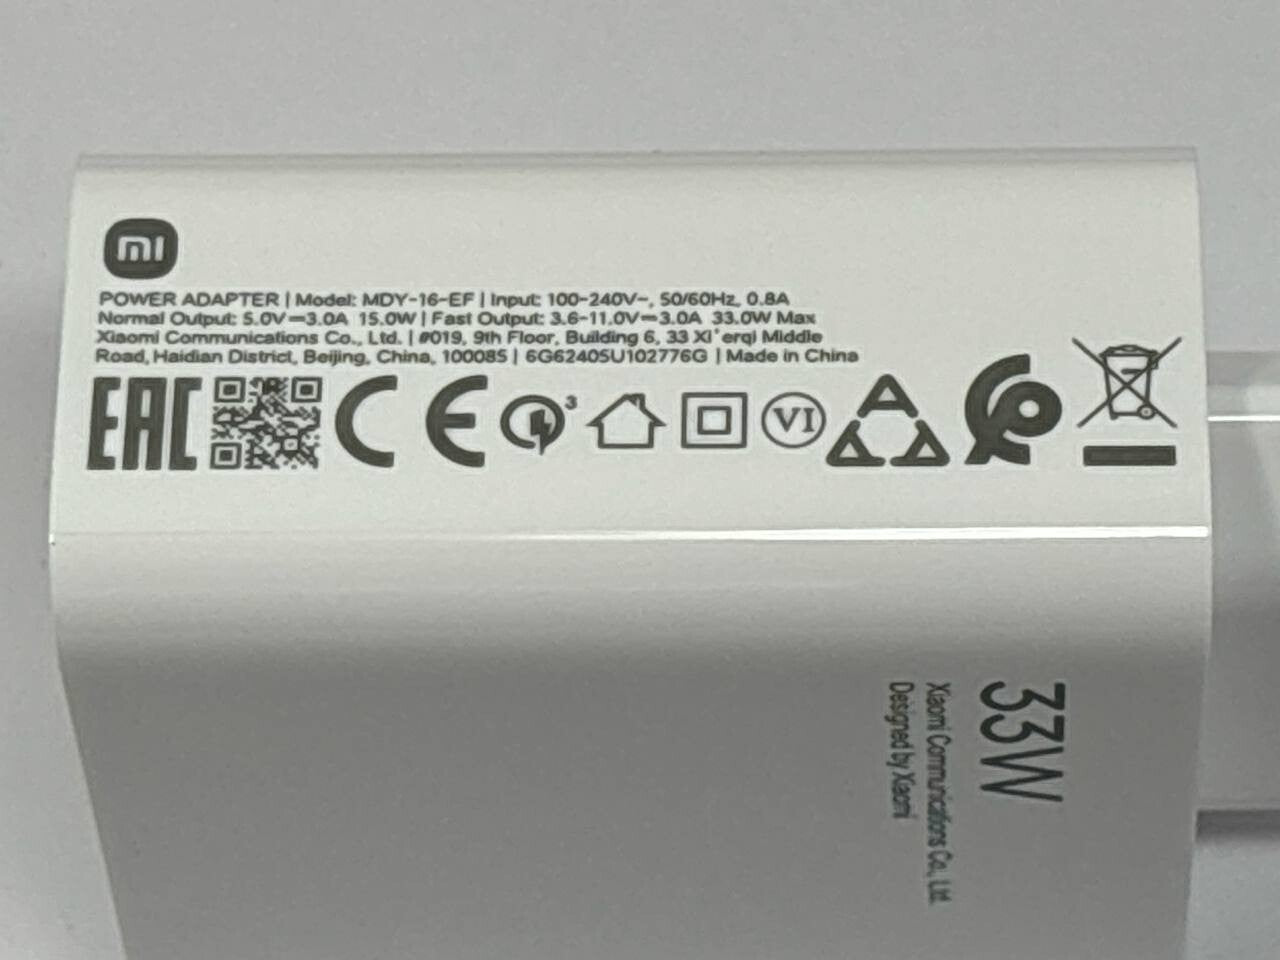 mi
POWER ADAPTER | Model: MDY-16-EF | Input: 100-240V~, 50/60Hz, 0.8A
Normal Output: 5.0V⎓3.0A 15.0W | Fast Output: 3.6-11.0V⎓3.0A 33.0W Max
Xiaomi Communications Co., Ltd. | #019, 9th Floor, Building 6, 33 Xi'erqi Middle
Road, Haidian District, Beijing, China, 100085 | 6G62405U102776G | Made in China
EAC CE 3 VI
33W
Xiaomi Communications Co., Ltd.
Designed by Xiaomi